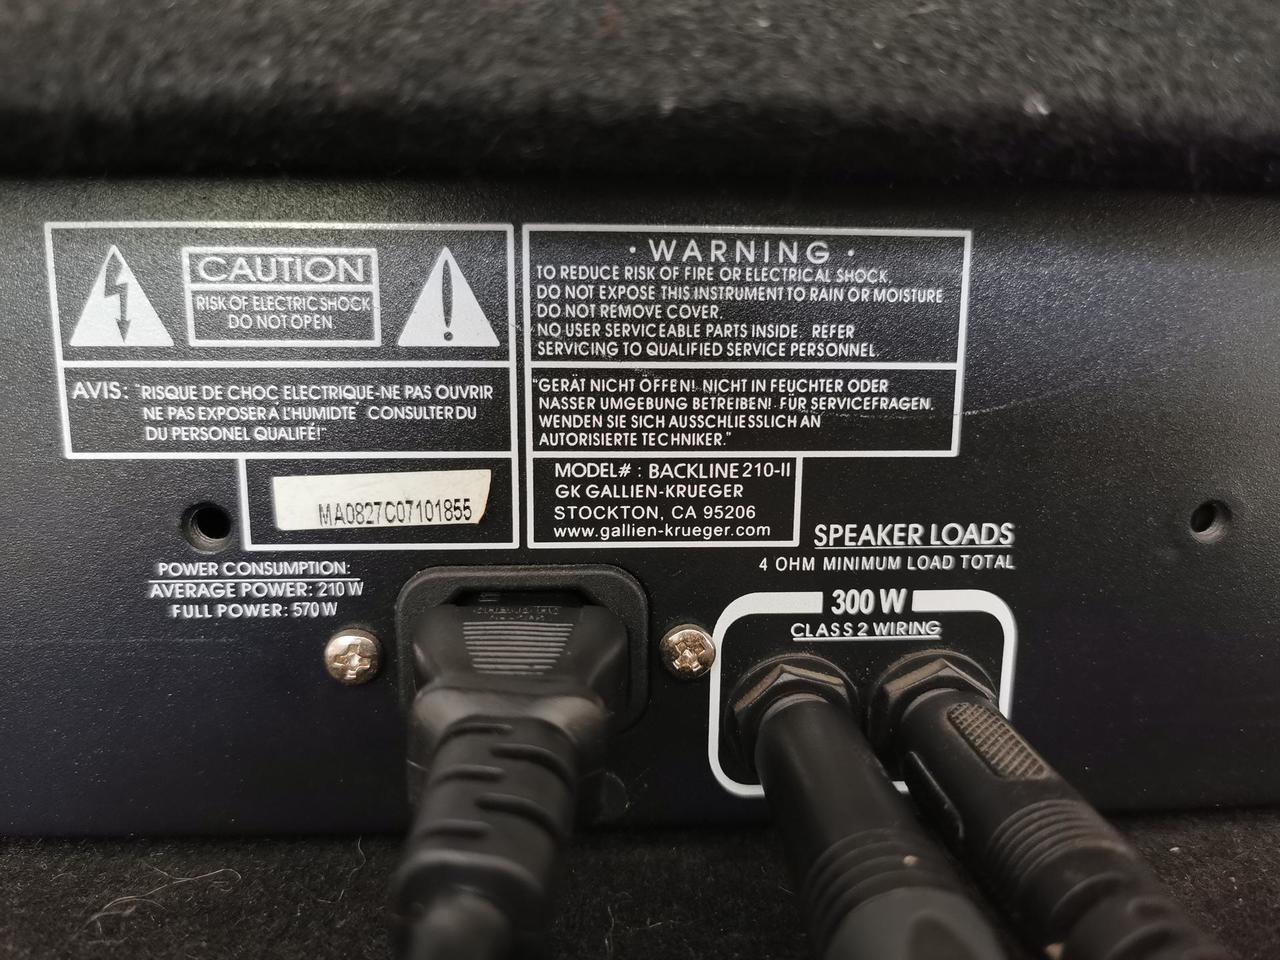 CAUTION
RISK OF ELECTRIC SHOCK
DO NOT OPEN.
AVIS: "RISQUE DE CHOC ELECTRIQUE-NE PAS OUVRIR
NE PAS EXPOSER À L'HUMIDTÉ CONSULTER DU
DU PERSONEL QUALIFÉ!"
MA0827C07101855
· WARNING ·
TO REDUCE RISK OF FIRE OR ELECTRICAL SHOCK
DO NOT EXPOSE THIS INSTRUMENT TO RAIN OR MOISTURE
DO NOT REMOVE COVER.
NO USER SERVICEABLE PARTS INSIDE. REFER
SERVICING TO QUALIFIED SERVICE PERSONNEL.
"GERÄT NICHT ÖFFEN! NICHT IN FEUCHTER ODER
NASSER UMGEBUNG BETREIBEN! FÜR SERVICEFRAGEN.
WENDEN SIE SICH AUSSCHLIESSLICH AN
AUTORISIERTE TECHNIKER."
MODEL# : BACKLINE 210-II
GK GALLIEN-KRUEGER
STOCKTON, CA 95206
www.gallien-krueger.com
POWER CONSUMPTION:
AVERAGE POWER: 210 W
FULL POWER: 570 W
SPEAKER LOADS
4 OHM MINIMUM LOAD TOTAL
300 W
CLASS 2 WIRING